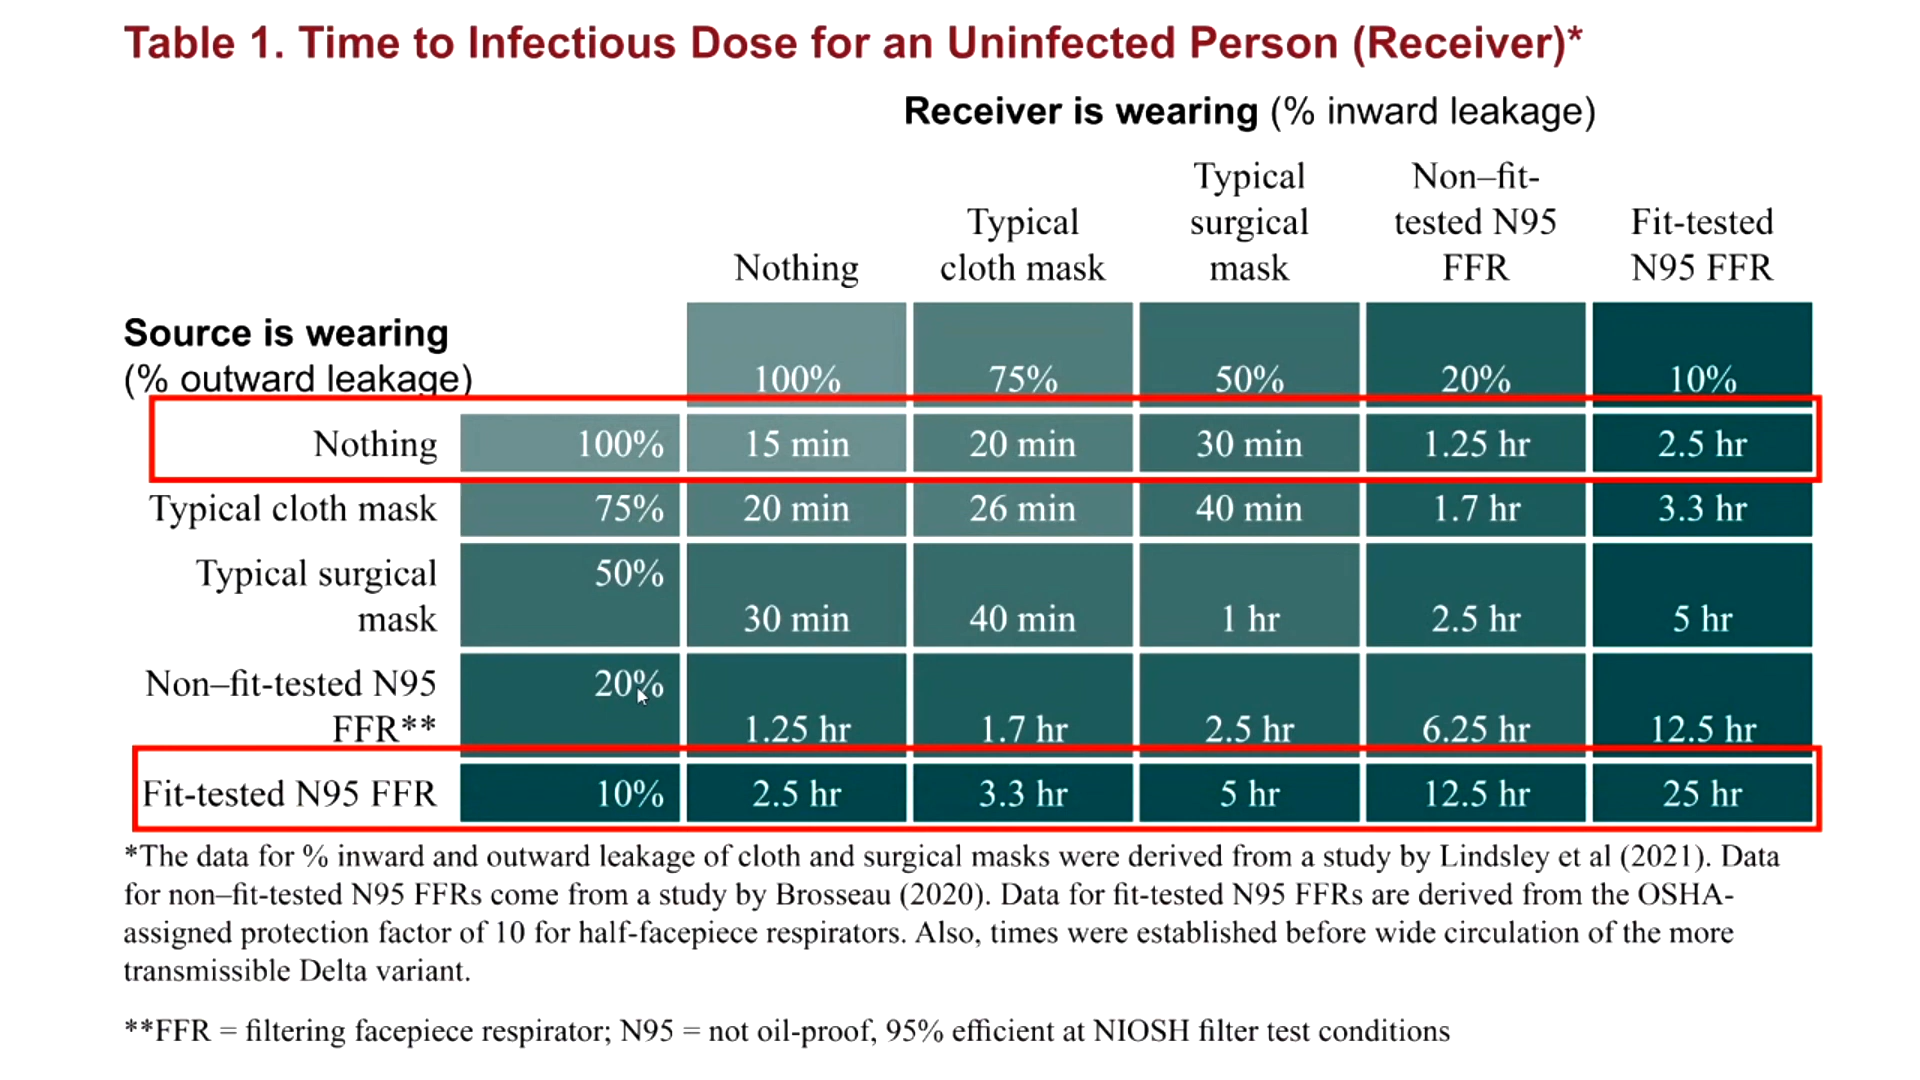 Table 1. Time to Infectious Dose for an Uninfected Person (Receiver)*
Receiver is wearing (% inward leakage)
Nothing
Typical
cloth mask
Typical
surgical
mask
Non–fit-
tested N95
FFR
Fit-tested
N95 FFR
Source is wearing
(% outward leakage)
100% 75% 50% 20% 10%
Nothing 100% 15 min 20 min 30 min 1.25 hr 2.5 hr
Typical cloth mask 75% 20 min 26 min 40 min 1.7 hr 3.3 hr
Typical surgical 50%
mask 30 min 40 min 1 hr 2.5 hr 5 hr
Non–fit-tested N95 20%
FFR** 1.25 hr 1.7 hr 2.5 hr 6.25 hr 12.5 hr
Fit-tested N95 FFR 10% 2.5 hr 3.3 hr 5 hr 12.5 hr 25 hr
*The data for % inward and outward leakage of cloth and surgical masks were derived from a study by Lindsley et al (2021). Data
for non–fit-tested N95 FFRs come from a study by Brosseau (2020). Data for fit-tested N95 FFRs are derived from the OSHA-
assigned protection factor of 10 for half-facepiece respirators. Also, times were established before wide circulation of the more
transmissible Delta variant.
**FFR = filtering facepiece respirator; N95 = not oil-proof, 95% efficient at NIOSH filter test conditions